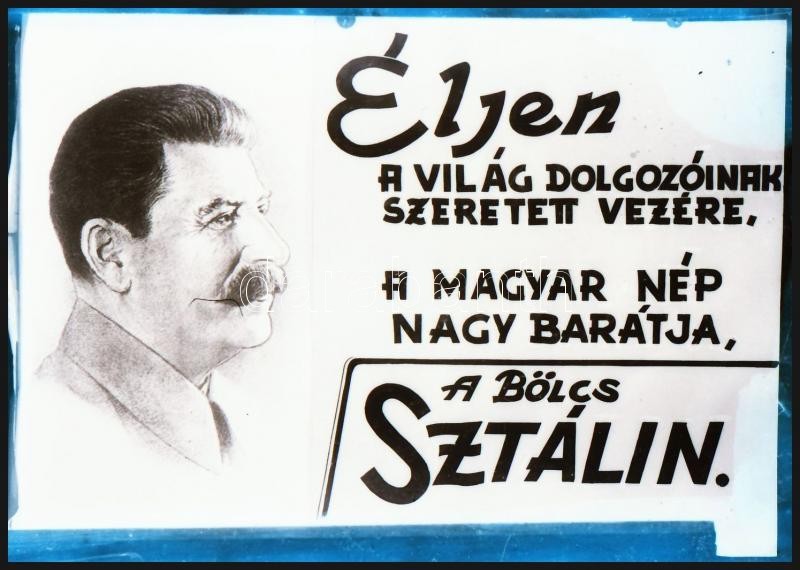 Éljen
A VILÁG DOLGOZÓINAK
SZERETETT VEZÉRE,
A MAGYAR NÉP
NAGY BARÁTJA,
A BÖLCS
SZTÁLIN.